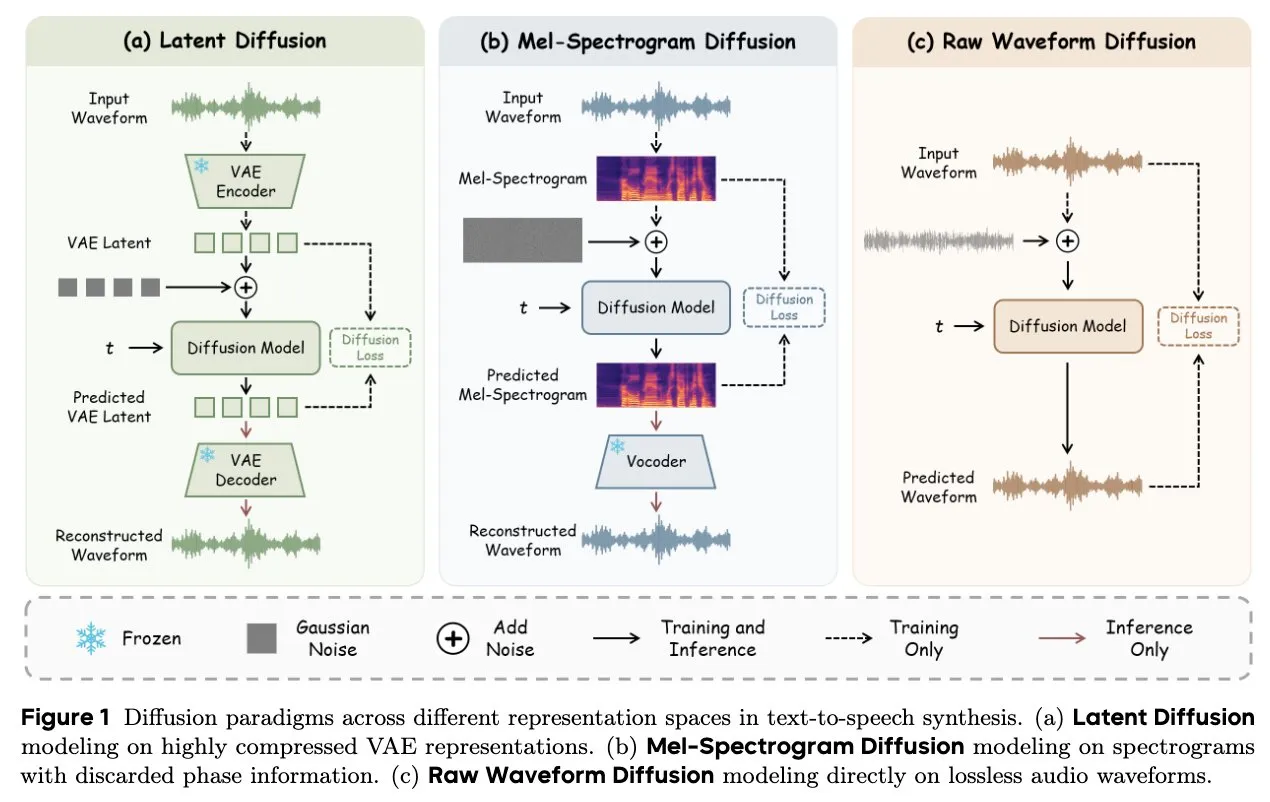 (a) Latent Diffusion
Input
Waveform
VAE
Encoder
VAE Latent
t
Diffusion Model
Diffusion
Loss
Predicted
VAE Latent
VAE
Decoder
Reconstructed
Waveform
(b) Mel-Spectrogram Diffusion
Input
Waveform
Mel-Spectrogram
t
Diffusion Model
Diffusion
Loss
Predicted
Mel-Spectrogram
Vocoder
Reconstructed
Waveform
(c) Raw Waveform Diffusion
Input
Waveform
t
Diffusion Model
Diffusion
Loss
Predicted
Waveform
Frozen
Gaussian
Noise
Add
Noise
Training and
Inference
Training
Only
Inference
Only
Figure 1 Diffusion paradigms across different representation spaces in text-to-speech synthesis. (a) Latent Diffusion
modeling on highly compressed VAE representations. (b) Mel-Spectrogram Diffusion modeling on spectrograms
with discarded phase information. (c) Raw Waveform Diffusion modeling directly on lossless audio waveforms.